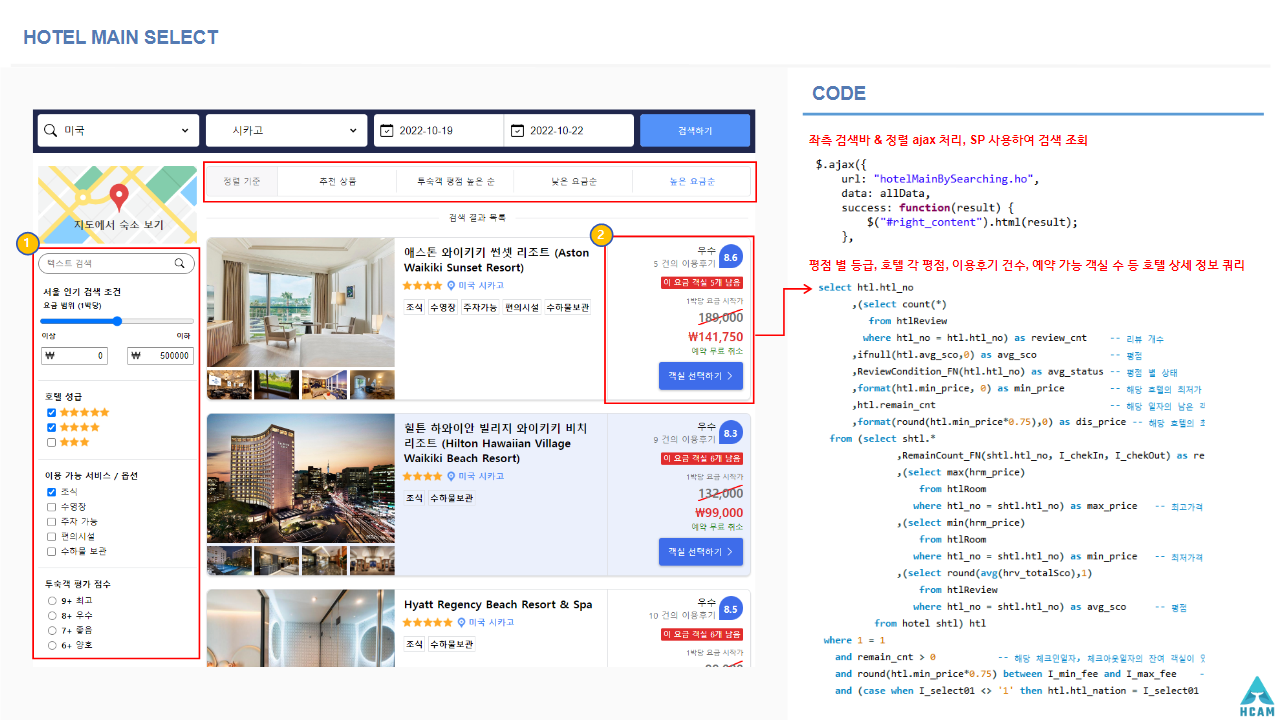 HOTEL MAIN SELECT
미국
시카고
2022-10-19
2022-10-22
검색하기
지도에서 숙소 보기
정렬 기준
추천 상품
투숙객 평점 높은 순
낮은 요금순
높은 요금순
검색 결과 목록
1
텍스트 검색
서울 인기 검색 조건
요금 범위 (1박당)
이상 이하
₩ 0 ₩ 500000
호텔 성급
이용 가능 서비스 / 옵션
조식
수영장
주차 가능
편의시설
수하물 보관
투숙객 평가 점수
9+ 최고
8+ 우수
7+ 좋음
6+ 양호
애스톤 와이키키 썬셋 리조트 (Aston
Waikiki Sunset Resort)
미국 시카고
조식 수영장 주자가능 편의시설 수하물보관
2
우수 8.6
5 건의 이용후기
이 요금 객실 5개 남음
1박당 요금 시작가
189,000
₩141,750
예약 무료 취소
객실 선택하기 >
힐튼 하와이안 빌리지 와이키키 비치
리조트 (Hilton Hawaiian Village
Waikiki Beach Resort)
미국 시카고
조식 수하물보관
우수 8.3
9 건의 이용후기
이 요금 객실 6개 남음
1박당 요금 시작가
132,000
₩99,000
예약 무료 취소
객실 선택하기 >
Hyatt Regency Beach Resort & Spa
미국 시카고
조식 수하물보관
우수 8.5
10 건의 이용후기
이 요금 객실 6개 남음
1박당 요금 시작가
CODE
좌측 검색바 & 정렬 ajax 처리, SP 사용하여 검색 조회
$.ajax({
url: "hotelMainBySearching.ho",
data: allData,
success: function(result) {
$("#right_content").html(result);
},
평점 별 등급, 호텔 각 평점, 이용후기 건수, 예약 가능 객실 수 등 호텔 상세 정보 쿼리
select htl.htl_no
,(select count(*)
from htlReview
where htl_no = htl.htl_no) as review_cnt -- 리뷰 개수
,ifnull(htl.avg_sco,0) as avg_sco -- 평점
,ReviewCondition_FN(htl.htl_no) as avg_status -- 평점 별 상태
,format(htl.min_price, 0) as min_price -- 해당 호텔의 최저가
,htl.remain_cnt -- 해당 일자의 남은
,format(round(htl.min_price*0.75),0) as dis_price -- 해당 호텔의
from (select shtl.*
,RemainCount_FN(shtl.htl_no, I_chekIn, I_chekOut) as re
,(select max(hrm_price)
from htlRoom
where htl_no = shtl.htl_no) as max_price -- 최고가격
,(select min(hrm_price)
from htlRoom
where htl_no = shtl.htl_no) as min_price -- 최저가격
,(select round(avg(hrv_totalSco),1)
from htlReview
where htl_no = shtl.htl_no) as avg_sco -- 평점
from hotel shtl) htl
where 1 = 1
and remain_cnt > 0 -- 해당 체크인일자, 체크아웃일자의 잔여 객실이
and round(htl.min_price*0.75) between I_min_fee and I_max_fee -
and (case when I_select01 <> '1' then htl.htl_nation = I_select01
HCAM